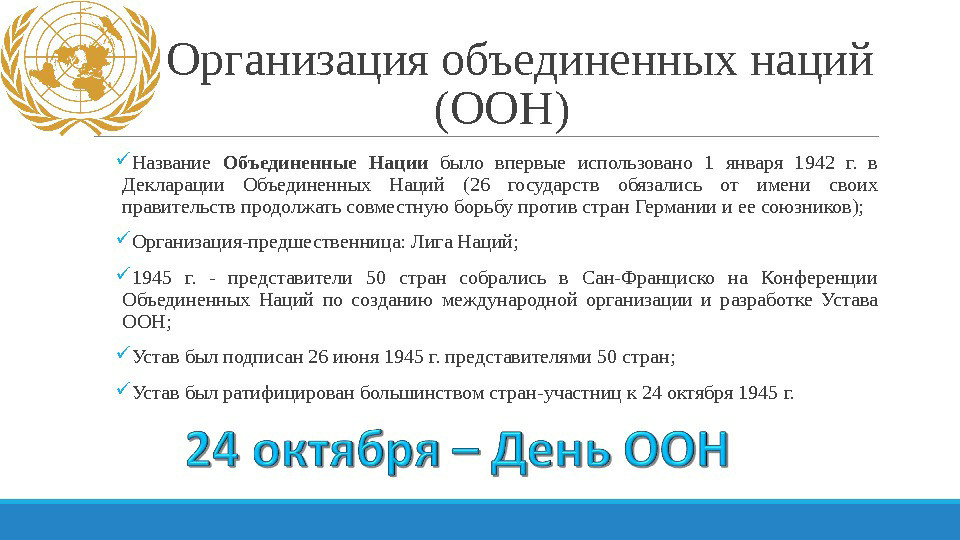 Организация объединенных наций
(ООН)
Название Объединенные Нации было впервые использовано 1 января 1942 г. в
Декларации Объединенных Наций (26 государств обязались от имени своих
правительств продолжать совместную борьбу против стран Германии и ее союзников);
Организация-предшественница: Лига Наций;
1945 г. - представители 50 стран собрались в Сан-Франциско на Конференции
Объединенных Наций по созданию международной организации и разработке Устава
ООН;
Устав был подписан 26 июня 1945 г. представителями 50 стран;
Устав был ратифицирован большинством стран-участниц к 24 октября 1945 г.
24 октября – День ООН